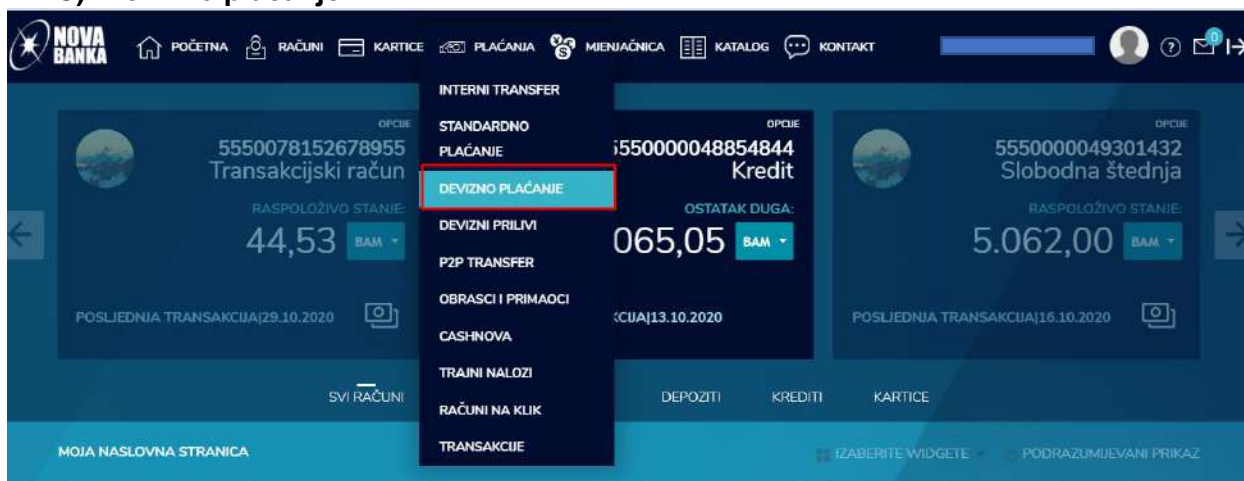 NOVA
BANKA
POČETNA
RAČUNI
KARTICE
PLAĆANJA
MJENJAČNICA
KATALOG
KONTAKT
0
INTERNI TRANSFER
STANDARDNO
PLAĆANJE
DEVIZNO PLAĆANJE
DEVIZNI PRILIVI
P2P TRANSFER
OBRASCI I PRIMAOCI
CASHNOVA
TRAJNI NALOZI
RAČUNI NA KLIK
TRANSAKCIJE
OPCIJE
5550078152678955
Transakcijski račun
RASPOLOŽIVO STANJE:
44,53 BAM
POSLJEDNJA TRANSAKCIJA|29.10.2020
OPCIJE
5550000048854844
Kredit
OSTATAK DUGA:
065,05 BAM
KCIJA|13.10.2020
OPCIJE
5550000049301432
Slobodna štednja
RASPOLOŽIVO STANJE:
5.062,00 BAM
POSLJEDNJA TRANSAKCIJA|16.10.2020
SVI RAČUNI
DEPOZITI
KREDITI
KARTICE
MOJA NASLOVNA STRANICA
IZABERITE WIDGETE
PODRAZUMIJEVANI PRIKAZ